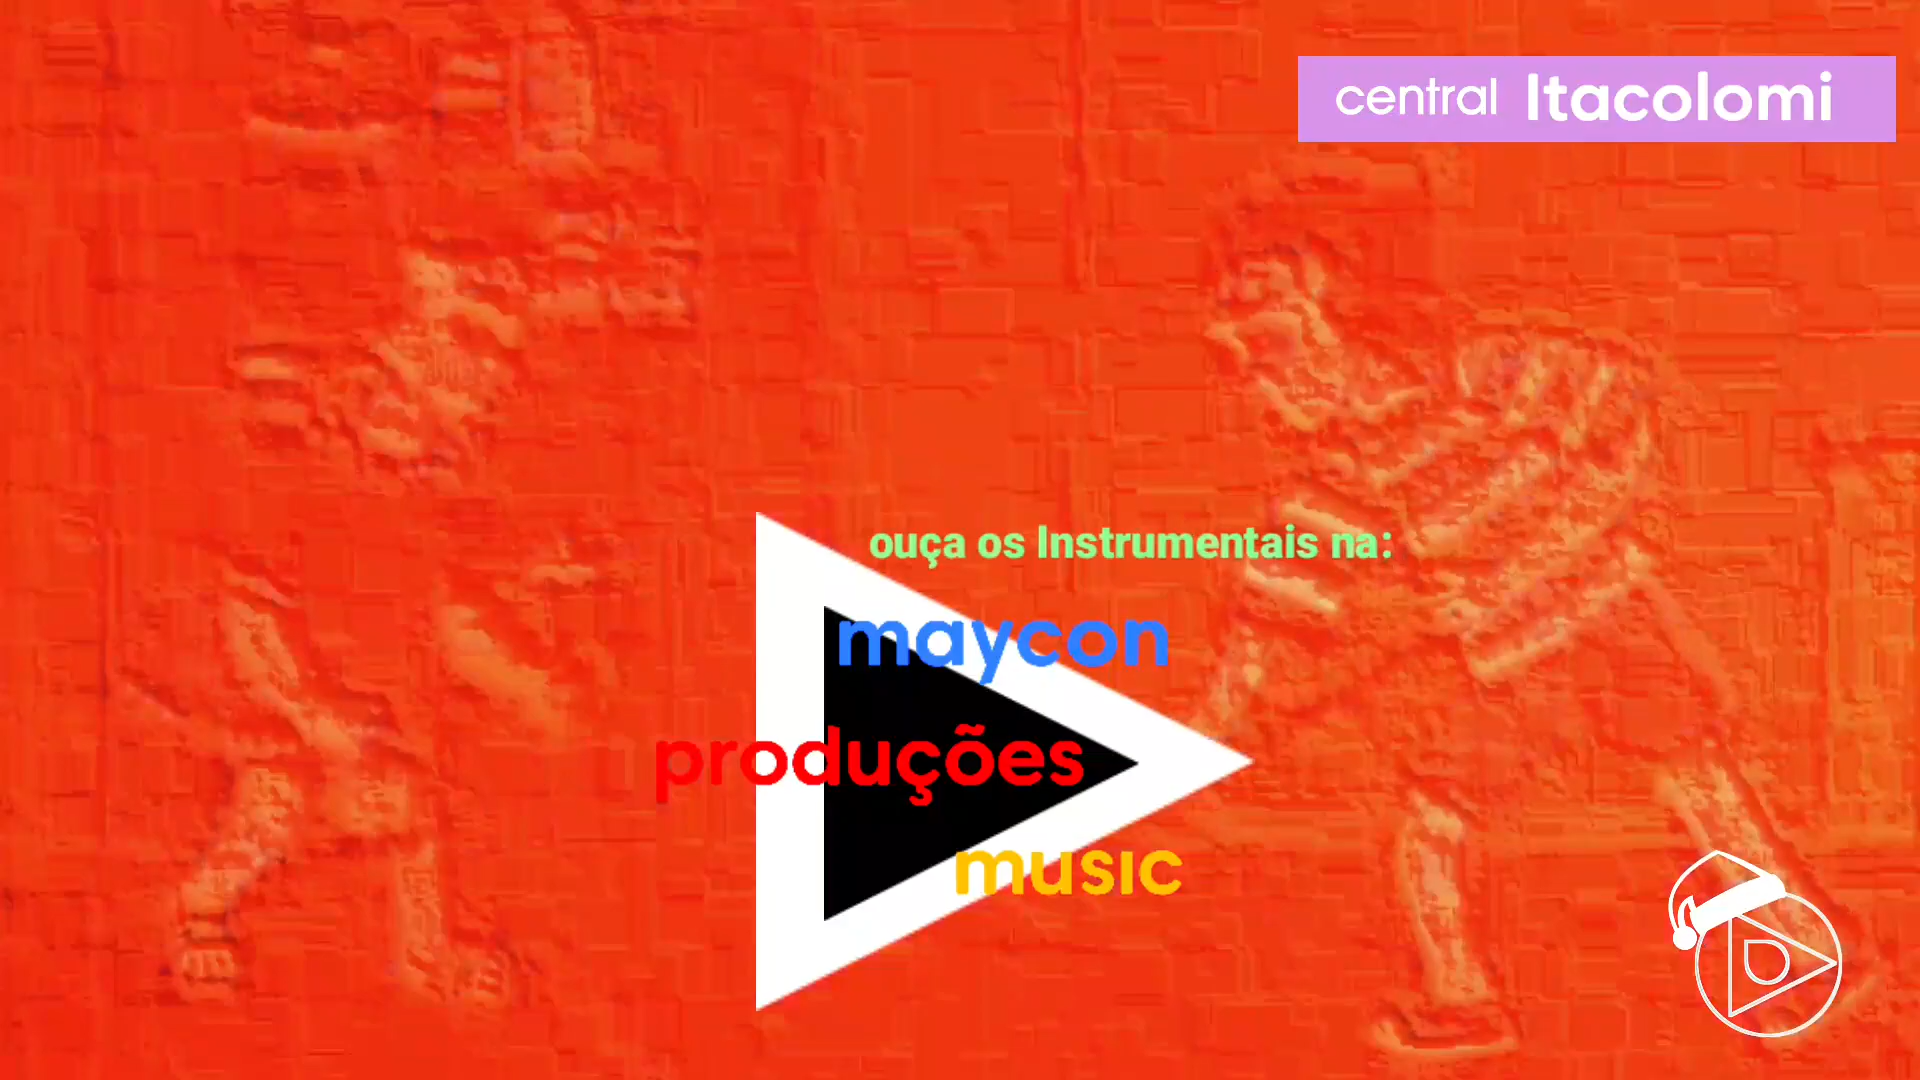 central Itacolomi
ouça os Instrumentais na:
maycon
produções
music
D